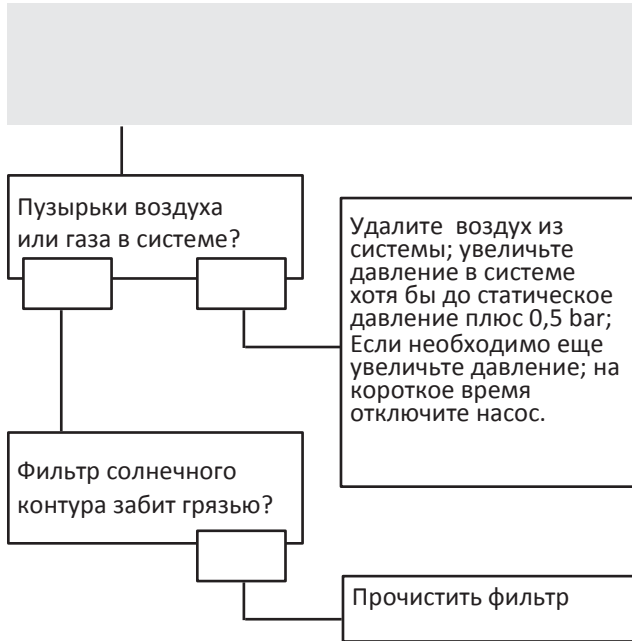 Пузырьки воздуха
или газа в системе?
Удалите воздух из
системы; увеличьте
давление в системе
хотя бы до статическое
давление плюс 0,5 bar;
Если необходимо еще
увеличьте давление; на
короткое время
отключите насос.
Фильтр солнечного
контура забит грязью?
Прочистить фильтр